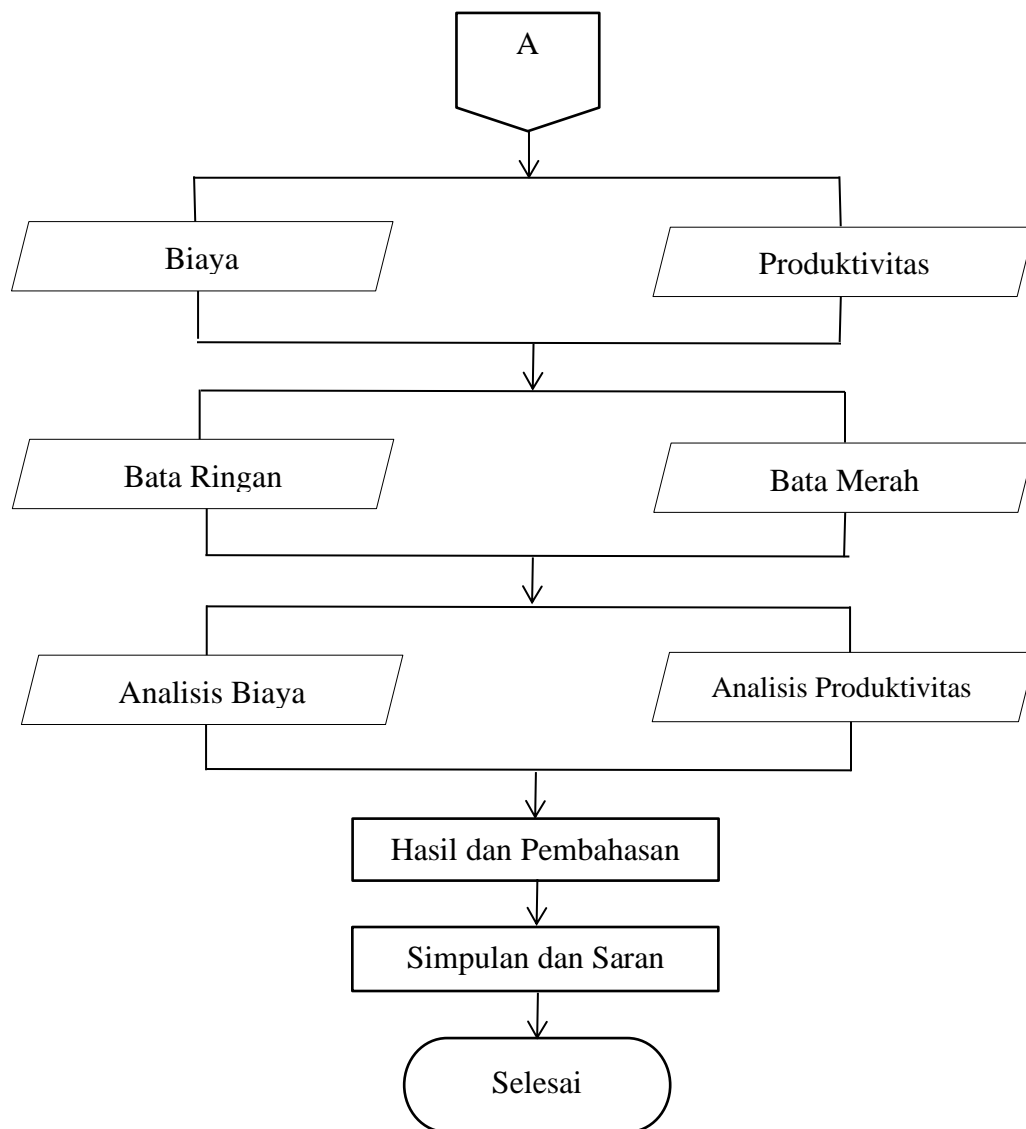 A
Biaya
Produktivitas
Bata Ringan
Bata Merah
Analisis Biaya
Analisis Produktivitas
Hasil dan Pembahasan
Simpulan dan Saran
Selesai